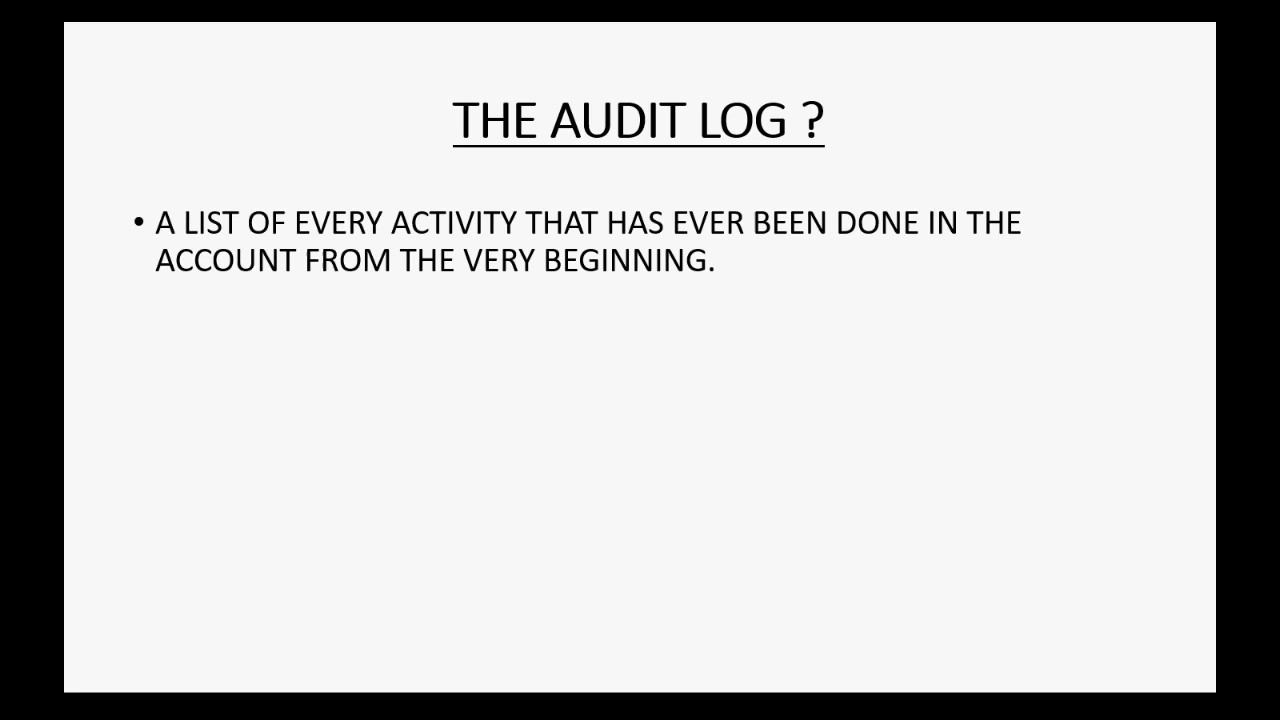 THE AUDIT LOG ?
• A LIST OF EVERY ACTIVITY THAT HAS EVER BEEN DONE IN THE
ACCOUNT FROM THE VERY BEGINNING.